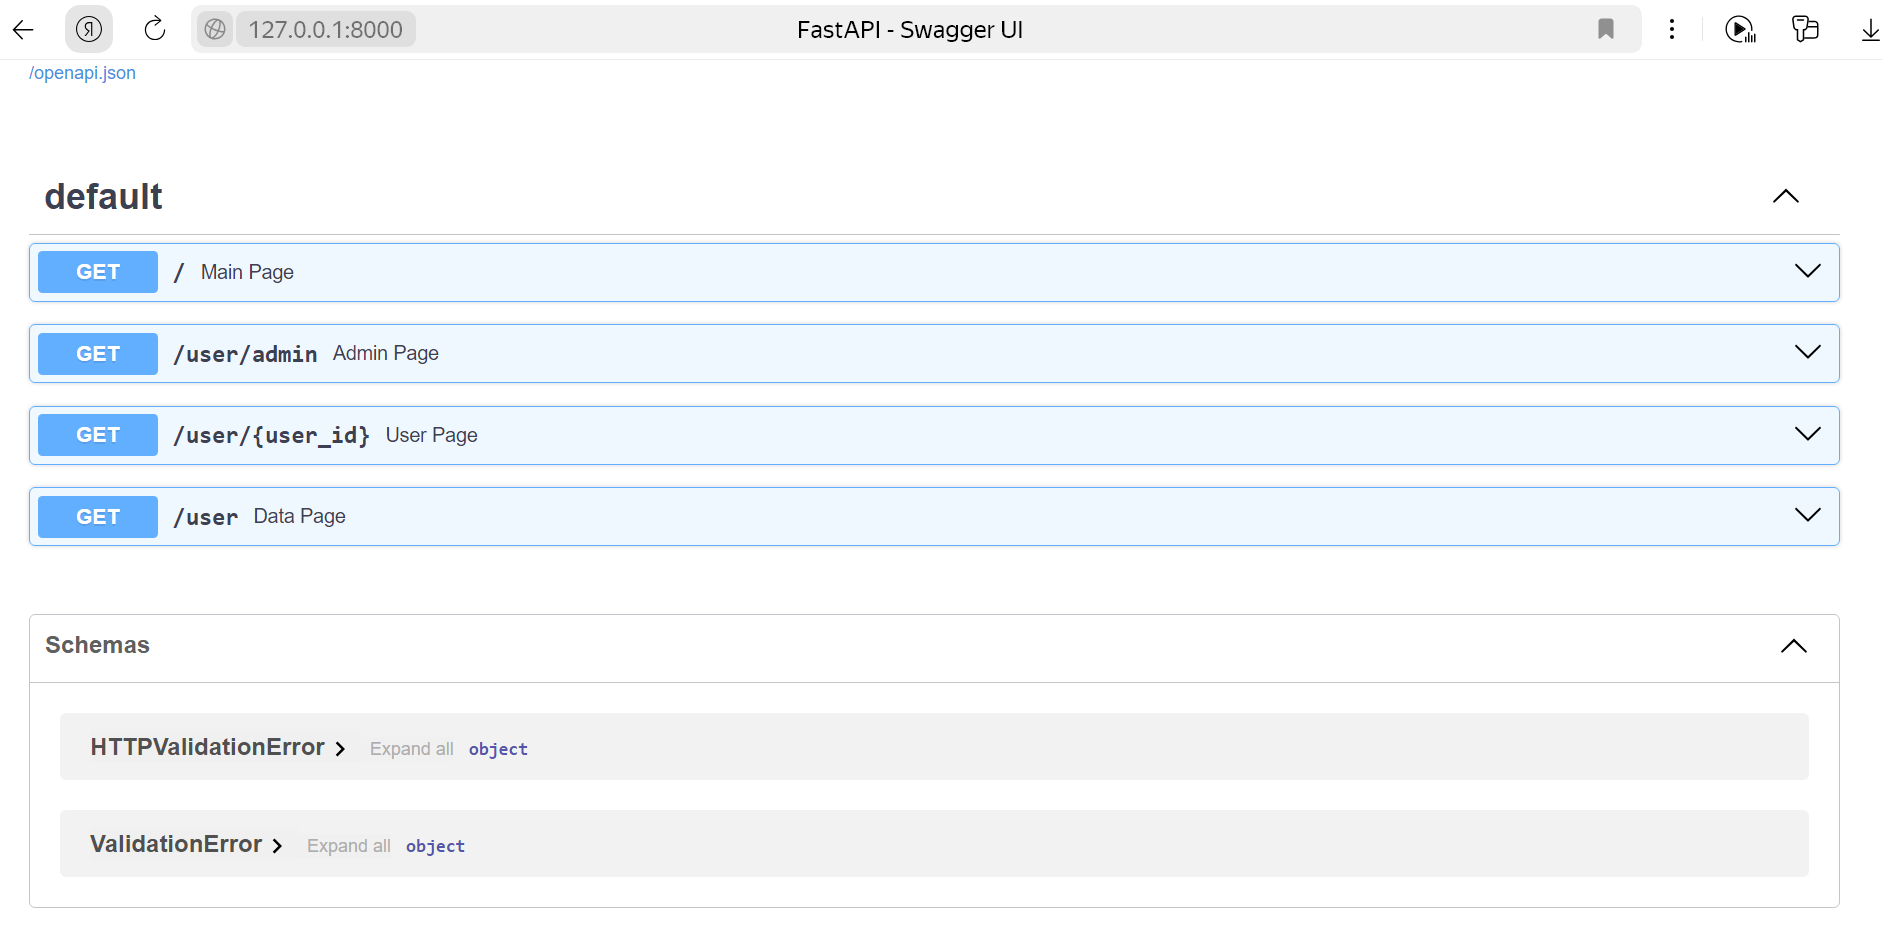 Я 127.0.0.1:8000 FastAPI - Swagger UI
/openapi.json
default
GET / Main Page
GET /user/admin Admin Page
GET /user/{user_id} User Page
GET /user Data Page
Schemas
HTTPValidationError Expand all object
ValidationError Expand all object